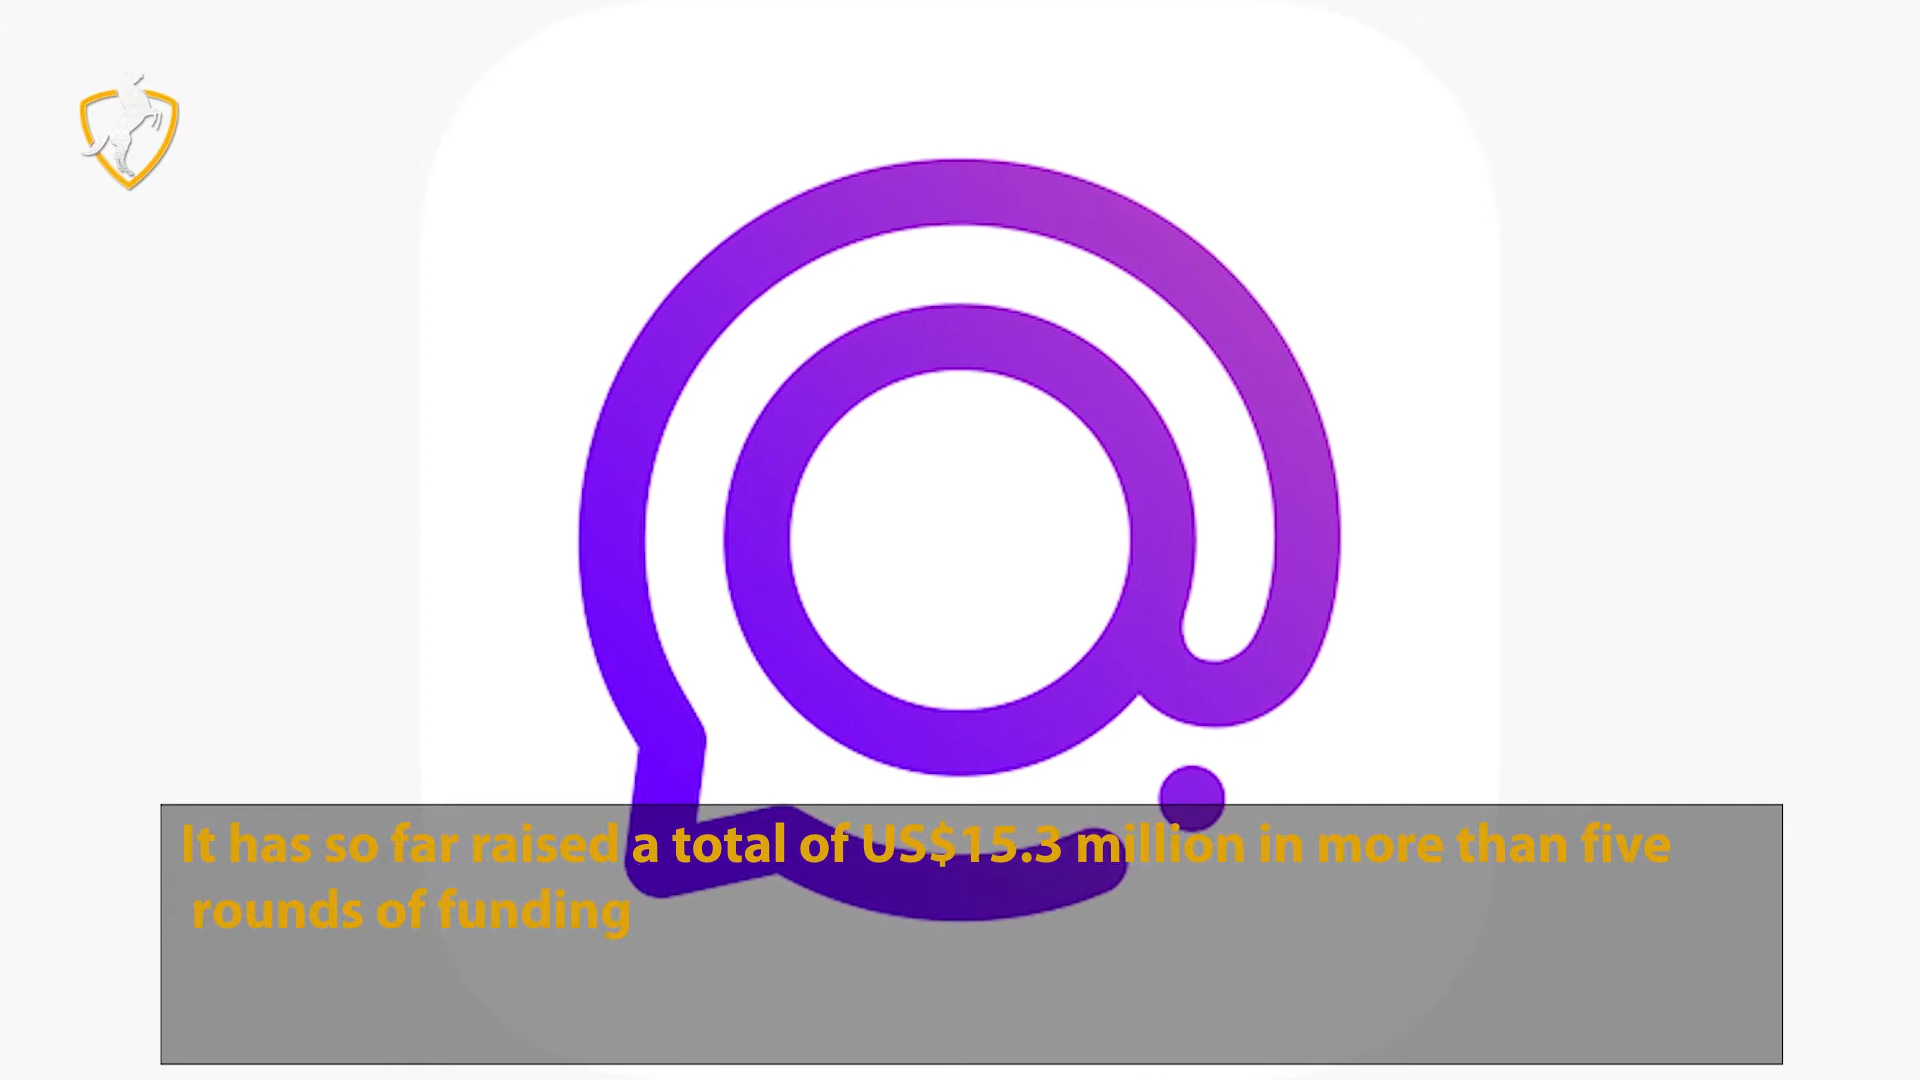 It has so far raised a total of US$15.3 million in more than five
rounds of funding